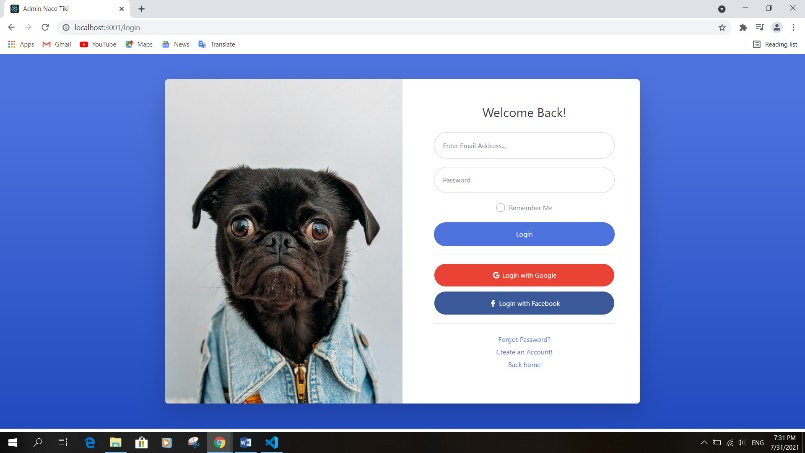 Admin Naco Tiki
localhost:3001/login
Apps
Gmail
YouTube
Maps
News
Translate
Reading list
Welcome Back!
Enter Email Address...
Password
Remember Me
Login
Login with Google
Login with Facebook
Forgot Password?
Create an Account!
Back home
ENG
7:31 PM
7/31/2021